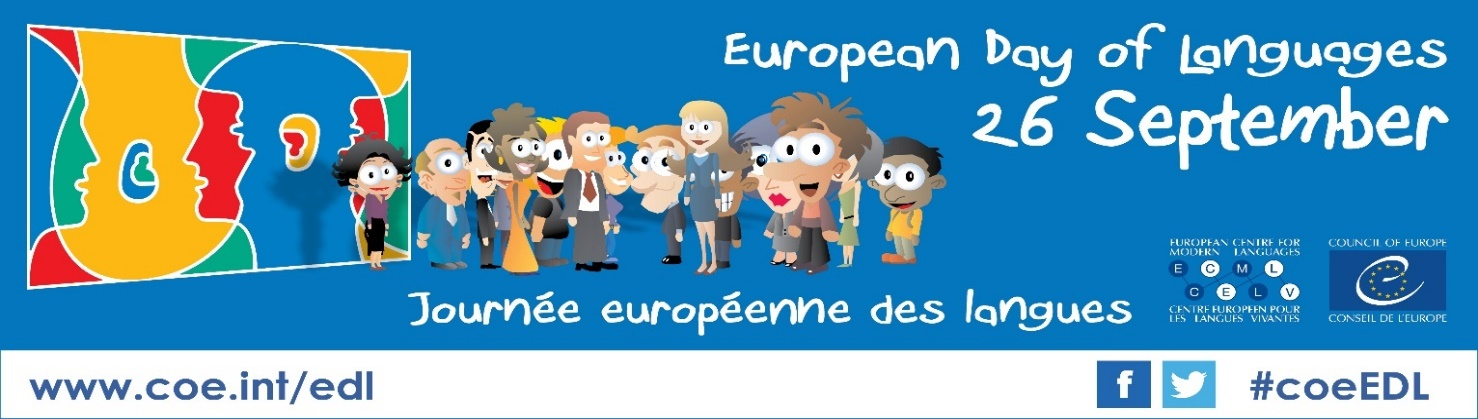 European Day of Languages
26 September
EUROPEAN CENTRE FOR
MODERN LANGUAGES
E C M L
C E L V
CENTRE EUROPEEN POUR
LES LANGUES VIVANTES
COUNCIL OF EUROPE
CONSEIL DE L'EUROPE
Journée européenne des langues
www.coe.int/edl
f
#coeEDL